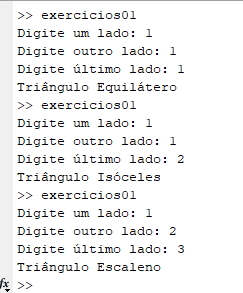 >> exercicios01
Digite um lado: 1
Digite outro lado: 1
Digite último lado: 1
Triângulo Equilátero
>> exercicios01
Digite um lado: 1
Digite outro lado: 1
Digite último lado: 2
Triângulo Isóceles
>> exercicios01
Digite um lado: 1
Digite outro lado: 2
Digite último lado: 3
Triângulo Escaleno
fx >>